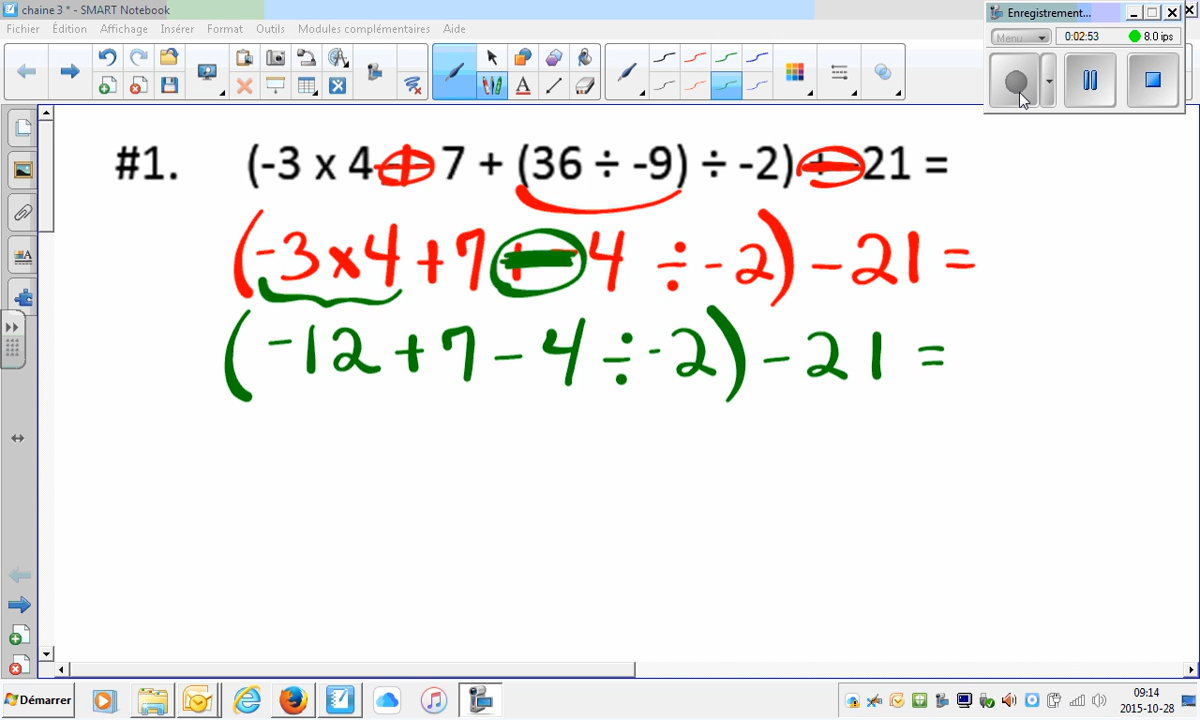 chaine 3 * - SMART Notebook
Enregistrement...
Fichier Édition Affichage Insérer Format Outils Modules complémentaires Aide
Menu 0:02:53 8.0 ips
#1. (-3 x 4 + 7 + (36 ÷ -9) ÷ -2) — 21 =
(-3 x 4 + 7 — 4 ÷ -2) - 21 =
(-12 + 7 - 4 ÷ -2) - 21 =
Démarrer
09:14
2015-10-28